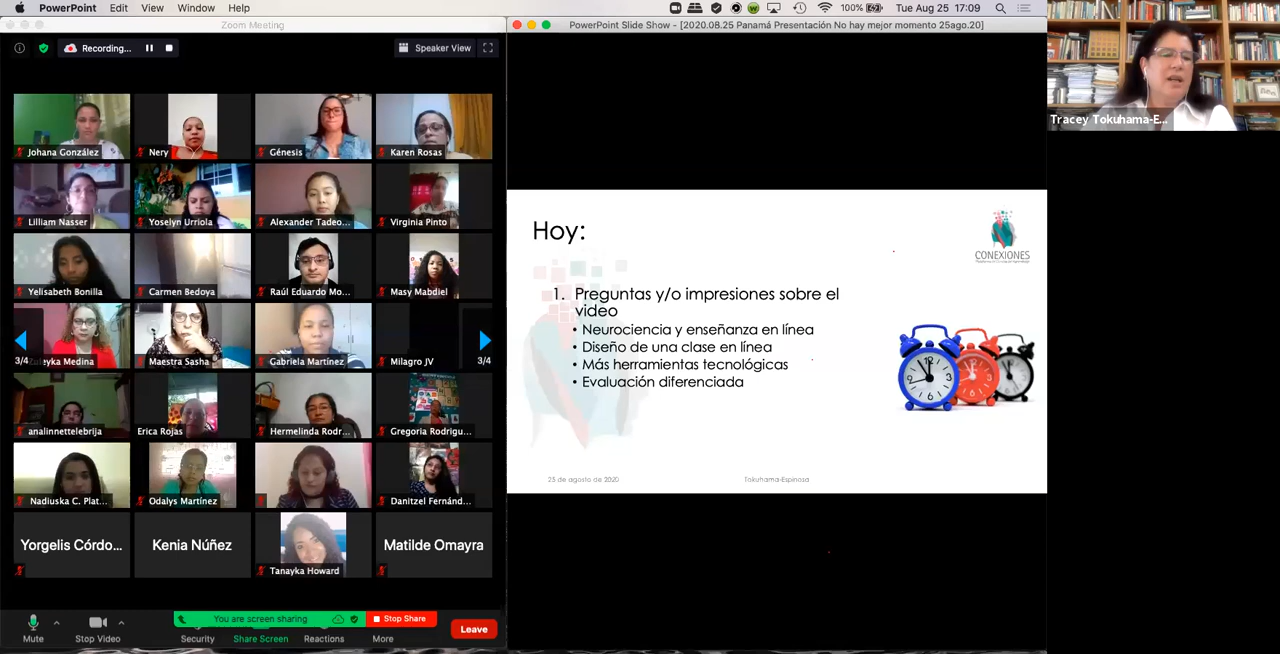 PowerPoint Edit View Window Help
100% Tue Aug 25 17:09
Zoom Meeting
Recording...
Speaker View
Johana González
Nery
Génesis
Karen Rosas
Lilliam Nasser
Yoselyn Urriola
Alexander Tadeo...
Virginia Pinto
Yelisabeth Bonilla
Carmen Bedoya
Raúl Eduardo Mo...
Masy Mabdiel
Medina
Maestra Sasha
Gabriela Martínez
Milagro JV
3/4
3/4
analinnettelebrija
Erica Rojas
Hermelinda Rodr...
Gregoria Rodrigu...
Nadiuska C. Plat...
Odalys Martínez
Danitzel Fernánd...
Yorgelis Córdo...
Kenia Núñez
Tanayka Howard
Matilde Omayra
You are screen sharing
Stop Share
Mute
Stop Video
Security
Share Screen
Reactions
More
Leave
PowerPoint Slide Show - [2020.08.25 Panamá Presentación No hay mejor momento 25ago.20]
Hoy:
CONEXIONES
1. Preguntas y/o impresiones sobre el
video
• Neurociencia y enseñanza en línea
• Diseño de una clase en línea
• Más herramientas tecnológicas
• Evaluación diferenciada
25 de agosto de 2020
Tokuhama-Espinosa
Tracey Tokuhama-E...